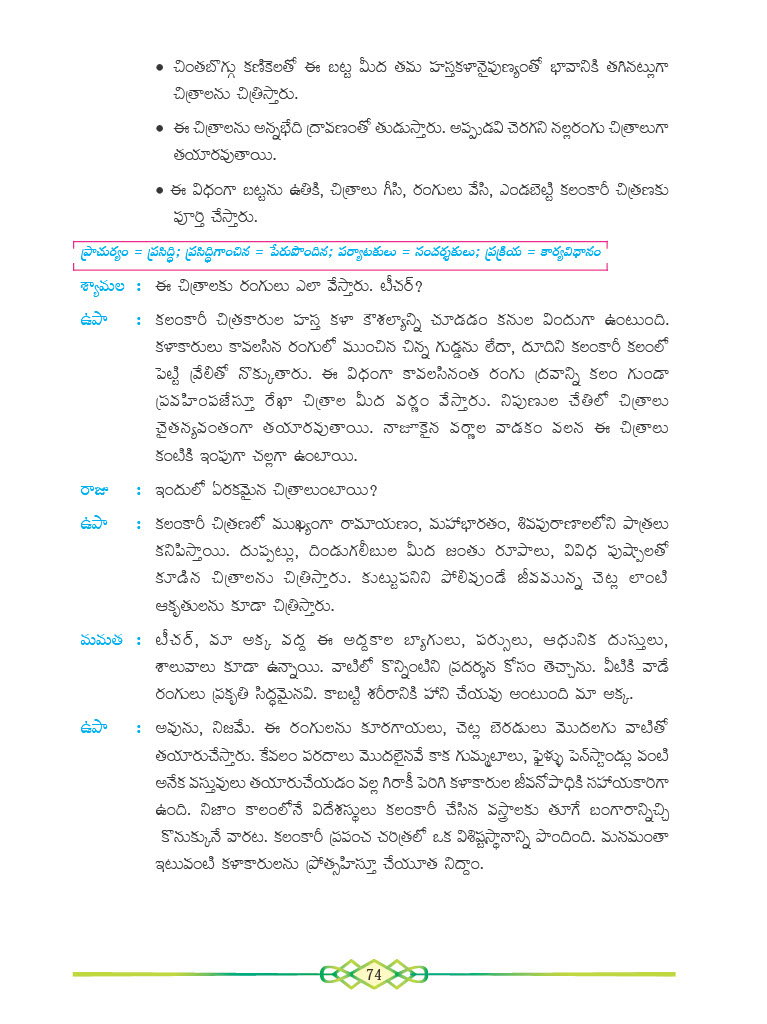 • చింతబొగ్గు కణికెలతో ఈ బట్ట మీద తమ హస్తకళానైపుణ్యంతో భావానికి తగినట్లుగా
చిత్రాలను చిత్రిస్తారు.
• ఈ చిత్రాలను అన్నభేది ద్రావణంతో తుడుస్తారు. అప్పుడవి చెరగని నల్లరంగు చిత్రాలుగా
తయారవుతాయి.
• ఈ విధంగా బట్టను ఉతికి, చిత్రాలు గీసి, రంగులు వేసి, ఎండబెట్టి కలంకారీ చిత్రణకు
పూర్తి చేస్తారు.
ప్రాచుర్యం = ప్రసిద్ధి; ప్రసిద్ధిగాంచిన = పేరుపొందిన; పర్యాటకులు = సందర్శకులు; ప్రక్రియ = కార్యవిధానం
శ్యామల : ఈ చిత్రాలకు రంగులు ఎలా వేస్తారు. టీచర్?
ఉపా : కలంకారీ చిత్రకారుల హస్త కళా కౌశల్యాన్ని చూడడం కనుల విందుగా ఉంటుంది.
కళాకారులు కావలసిన రంగులో ముంచిన చిన్న గుడ్డను లేదా, దూదిని కలంకారీ కలంలో
పెట్టి వ్రేలితో నొక్కుతారు. ఈ విధంగా కావలసినంత రంగు ద్రవాన్ని కలం గుండా
ప్రవహింపజేస్తూ రేఖా చిత్రాల మీద వర్ణం వేస్తారు. నిపుణుల చేతిలో చిత్రాలు
చైతన్యవంతంగా తయారవుతాయి. నాజూకైన వర్ణాల వాడకం వలన ఈ చిత్రాలు
కంటికి ఇంపుగా చల్లగా ఉంటాయి.
రాజు : ఇందులో ఏరకమైన చిత్రాలుంటాయి?
ఉపా : కలంకారీ చిత్రణలో ముఖ్యంగా రామాయణం, మహాభారతం, శివపురాణాలలోని పాత్రలు
కనిపిస్తాయి. దుప్పట్లు, దిండుగలీబుల మీద జంతు రూపాలు, వివిధ పుష్పాలతో
కూడిన చిత్రాలను చిత్రిస్తారు. కుట్టుపనిని పోలివుండే జీవమున్న చెట్ల లాంటి
ఆకృతులను కూడా చిత్రిస్తారు.
మమత : టీచర్, మా అక్క వద్ద ఈ అద్దకాల బ్యాగులు, పర్సులు, ఆధునిక దుస్తులు,
శాలువాలు కూడా ఉన్నాయి. వాటిలో కొన్నింటిని ప్రదర్శన కోసం తెచ్చాను. వీటికి వాడే
రంగులు ప్రకృతి సిద్ధమైనవి. కాబట్టి శరీరానికి హాని చేయవు అంటుంది మా అక్క.
ఉపా : అవును, నిజమే. ఈ రంగులను కూరగాయలు, చెట్ల బెరడులు మొదలగు వాటితో
తయారుచేస్తారు. కేవలం పరదాలు మొదలైనవే కాక గుమ్మటాలు, ఫైళ్ళు పెన్‌స్టాండ్లు వంటి
అనేక వస్తువులు తయారుచేయడం వల్ల గిరాకీ పెరిగి కళాకారుల జీవనోపాధికి సహాయకారిగా
ఉంది. నిజాం కాలంలోనే విదేశస్థులు కలంకారీ చేసిన వస్త్రాలకు తూగే బంగారాన్నిచ్చి
కొనుక్కునే వారట. కలంకారీ ప్రపంచ చరిత్రలో ఒక విశిష్టస్థానాన్ని పొందింది. మనమంతా
ఇటువంటి కళాకారులను ప్రోత్సహిస్తూ చేయూత నిద్దాం.
74